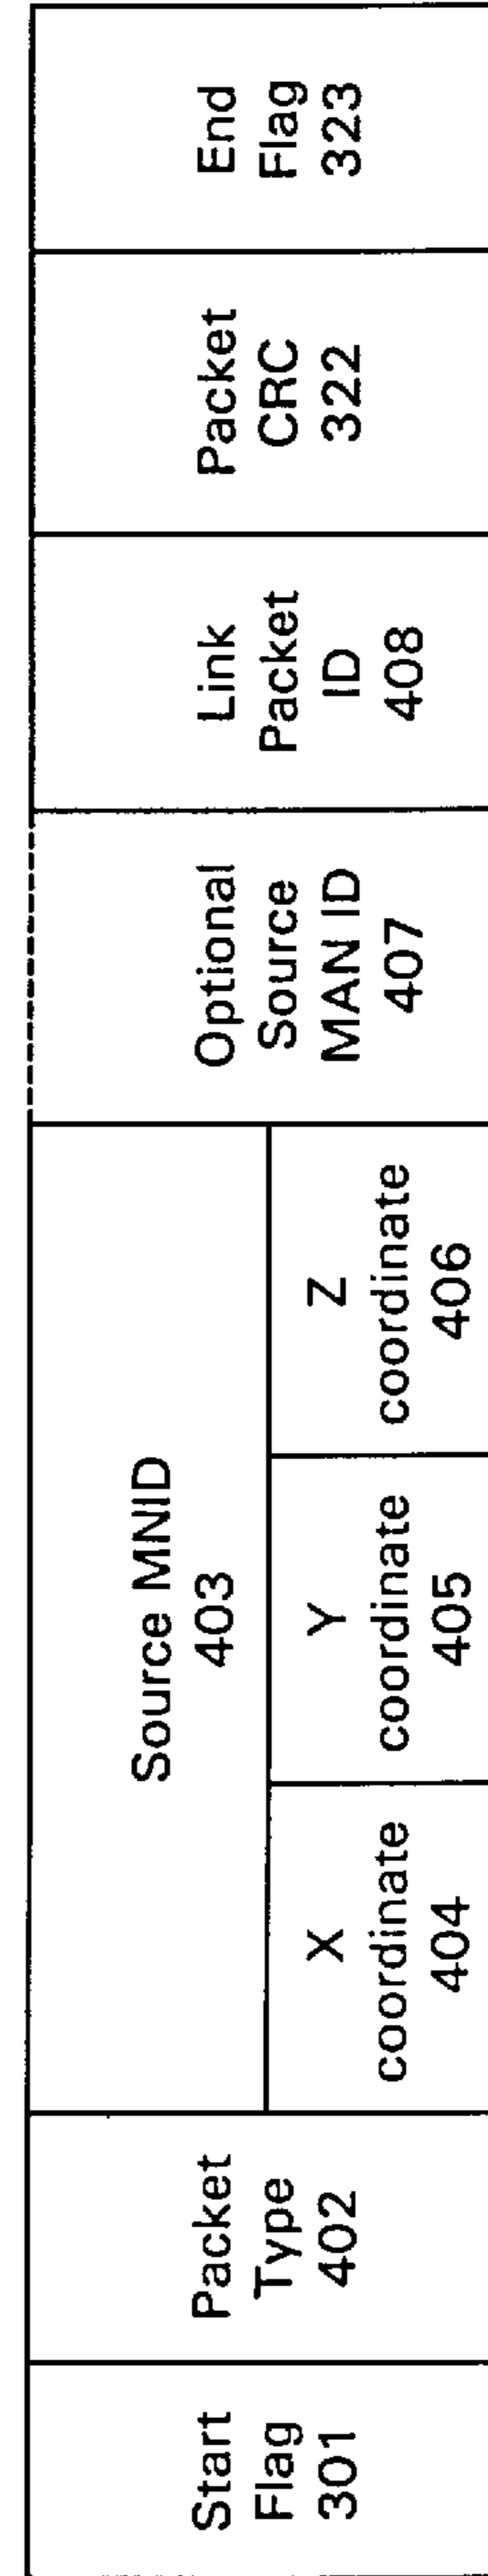 Start
Flag
301
Packet
Type
402
Source MNID
403
X
coordinate
404
Y
coordinate
405
Z
coordinate
406
Optional
Source
MAN ID
407
Link
Packet
ID
408
Packet
CRC
322
End
Flag
323